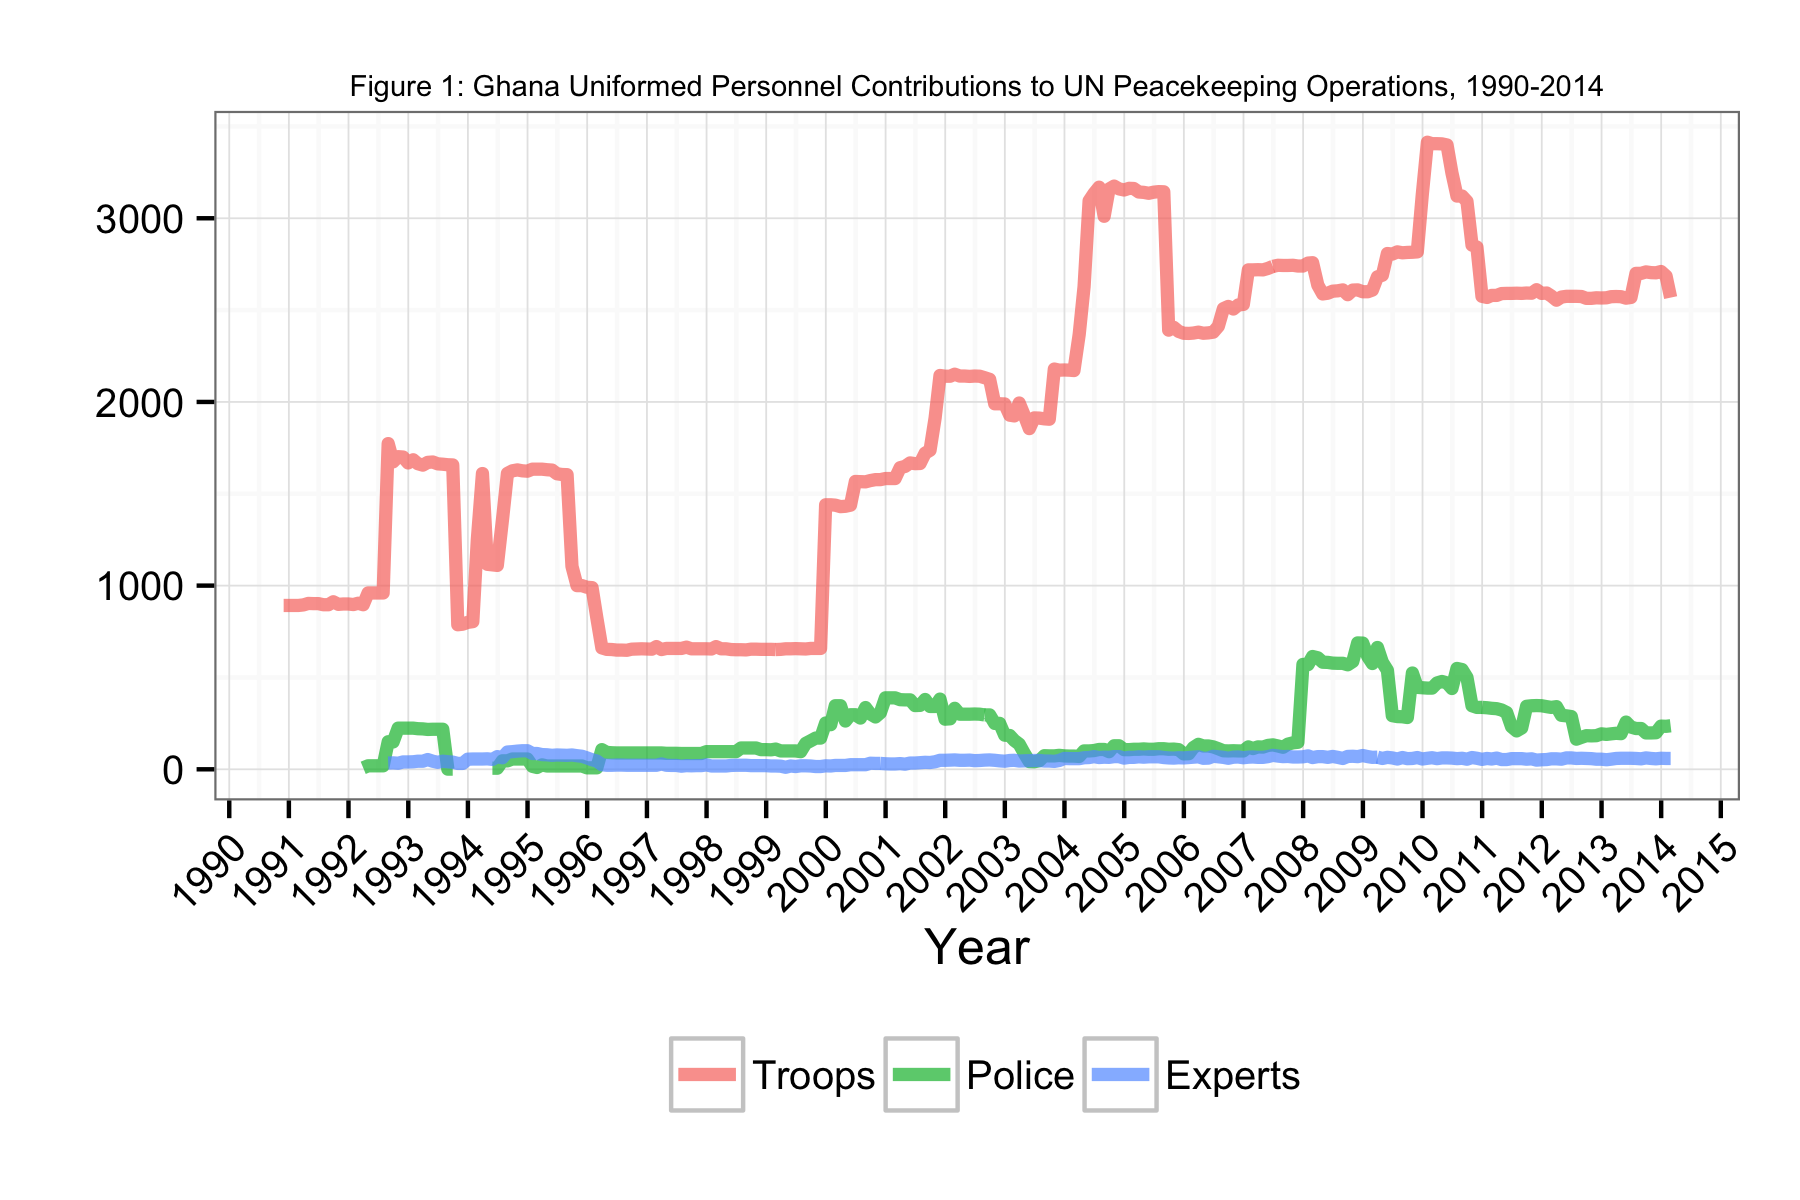 Figure 1: Ghana Uniformed Personnel Contributions to UN Peacekeeping Operations, 1990-2014
3000
2000
1000
0
1990 1991 1992 1993 1994 1995 1996 1997 1998 1999 2000 2001 2002 2003 2004 2005 2006 2007 2008 2009 2010 2011 2012 2013 2014 2015
Year
Troops Police Experts